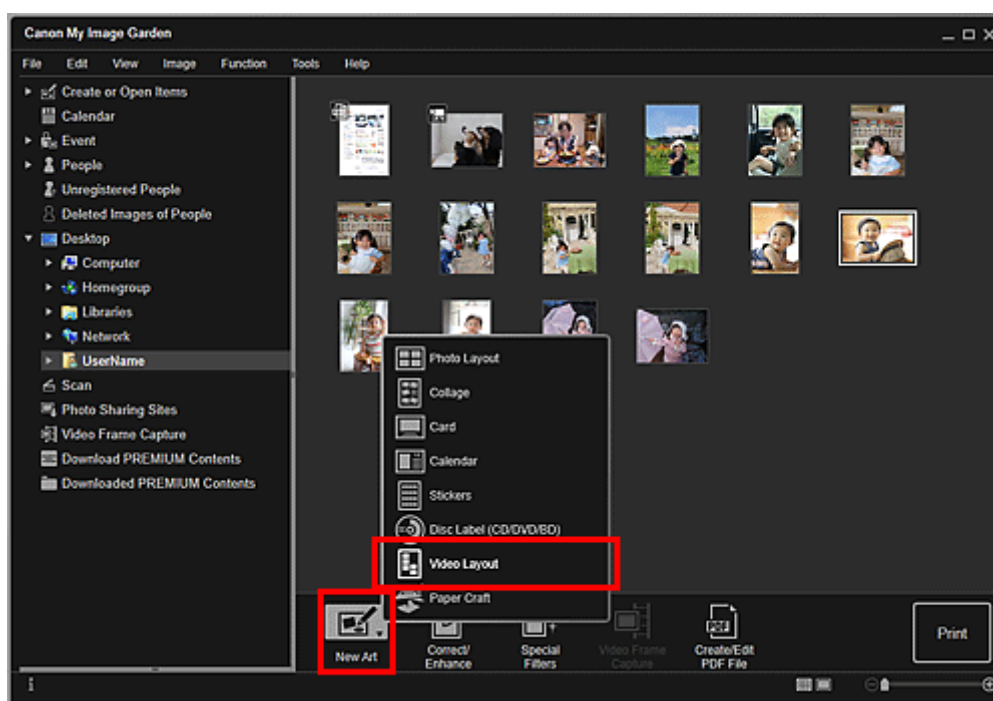 Canon My Image Garden
File Edit View Image Function Tools Help
Create or Open Items
Calendar
Event
People
Unregistered People
Deleted Images of People
Desktop
Computer
Homegroup
Libraries
Network
UserName
Scan
Photo Sharing Sites
Video Frame Capture
Download PREMIUM Contents
Downloaded PREMIUM Contents
Photo Layout
Collage
Card
Calendar
Stickers
Disc Label (CD/DVD/BD)
Video Layout
Paper Craft
New Art
Correct/
Enhance
Special
Filters
Video Frame
Capture
PDF
Create/Edit
PDF File
Print